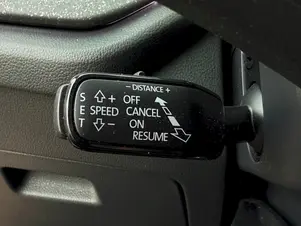 - DISTANCE +
S + OFF
E SPEED CANCEL
T - ON
RESUME